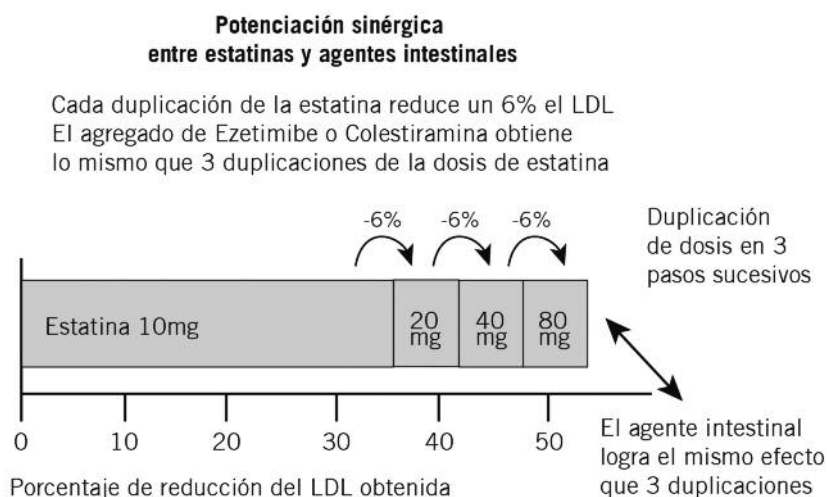 Potenciación sinérgica
entre estatinas y agentes intestinales
Cada duplicación de la estatina reduce un 6% el LDL
El agregado de Ezetimibe o Colestiramina obtiene
lo mismo que 3 duplicaciones de la dosis de estatina
-6% -6% -6%
Duplicación
de dosis en 3
pasos sucesivos
Estatina 10mg
20
mg
40
mg
80
mg
0 10 20 30 40 50
El agente intestinal
logra el mismo efecto
que 3 duplicaciones
Porcentaje de reducción del LDL obtenida